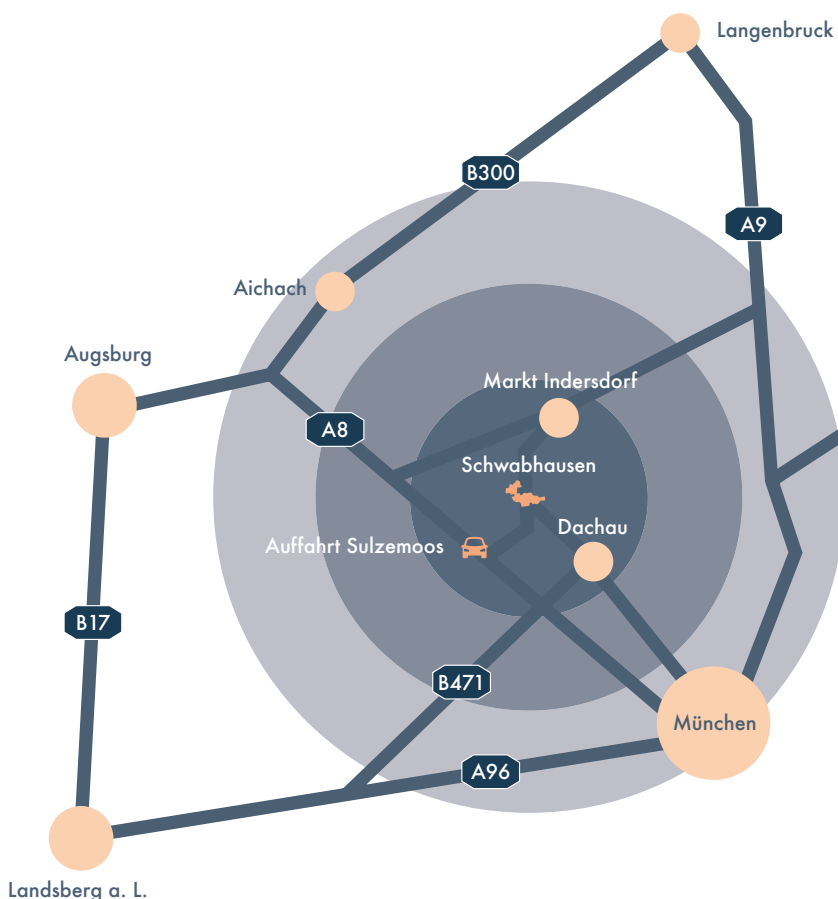 Langenbruck
B300
A9
Aichach
Augsburg
Markt Indersdorf
A8
Schwabhausen
Dachau
Auffahrt Sulzemoos
B17
B471
München
A96
Landsberg a. L.